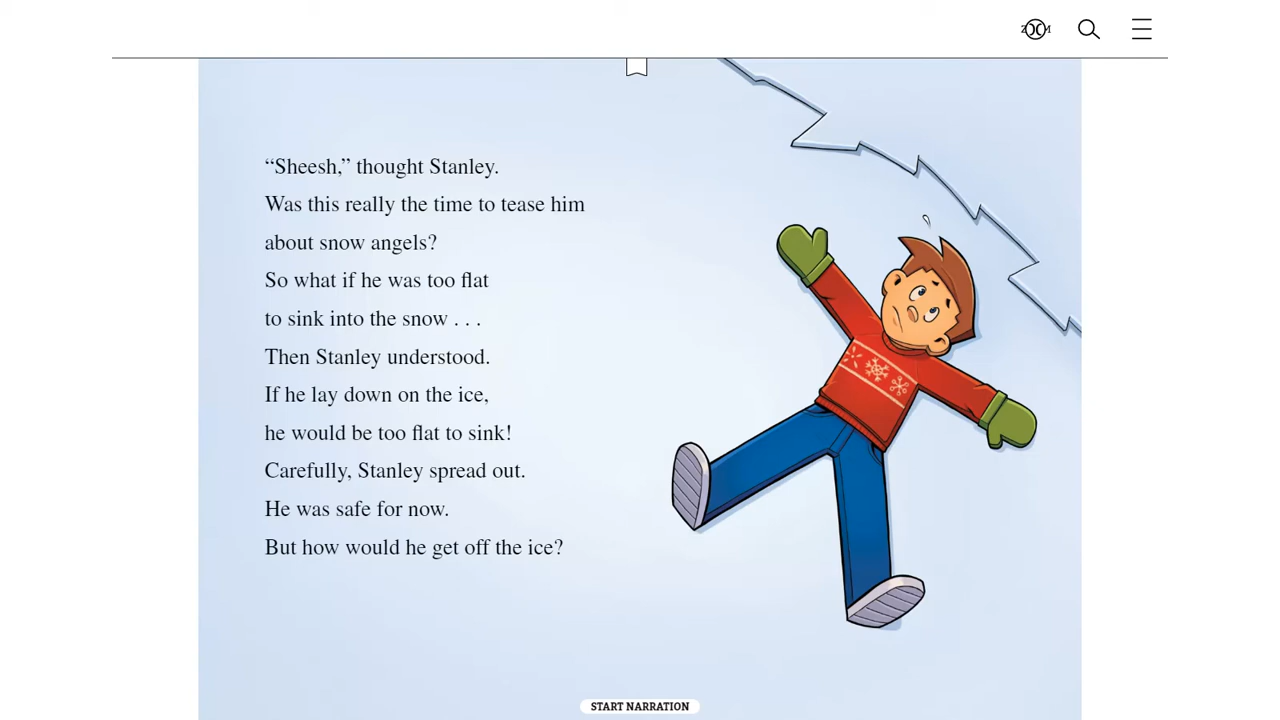 “Sheesh,” thought Stanley.
Was this really the time to tease him
about snow angels?
So what if he was too flat
to sink into the snow . . .
Then Stanley understood.
If he lay down on the ice,
he would be too flat to sink!
Carefully, Stanley spread out.
He was safe for now.
But how would he get off the ice?
START NARRATION